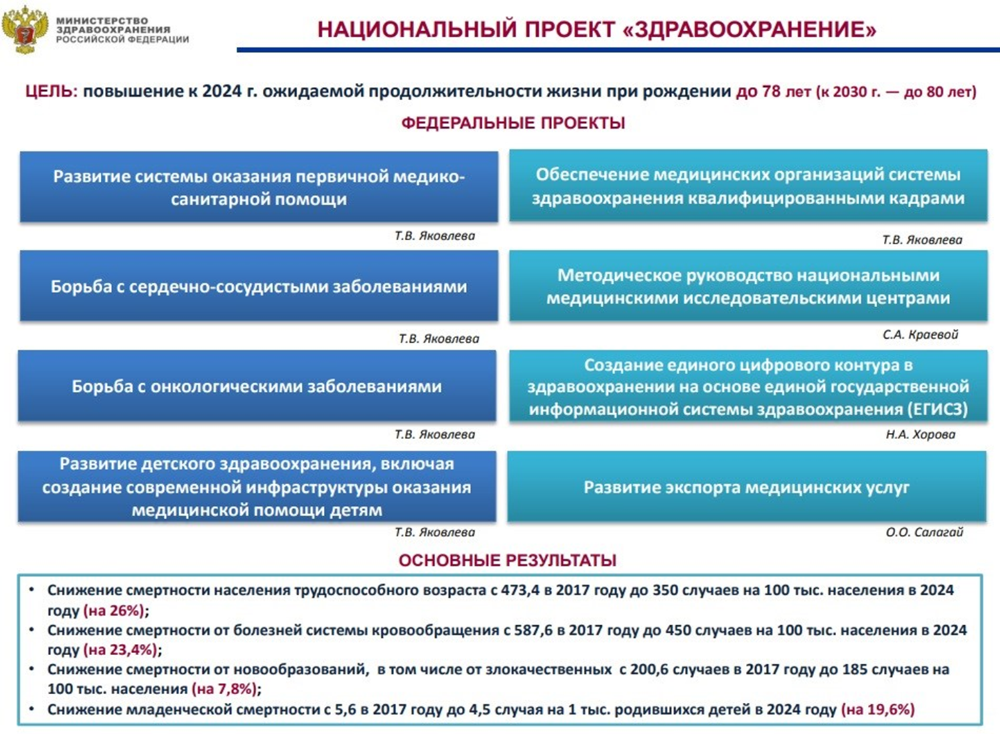 МИНИСТЕРСТВО
ЗДРАВООХРАНЕНИЯ
РОССИЙСКОЙ ФЕДЕРАЦИИ
НАЦИОНАЛЬНЫЙ ПРОЕКТ «ЗДРАВООХРАНЕНИЕ»
ЦЕЛЬ: повышение к 2024 г. ожидаемой продолжительности жизни при рождении до 78 лет (к 2030 г. — до 80 лет)
ФЕДЕРАЛЬНЫЕ ПРОЕКТЫ
Развитие системы оказания первичной медико-
санитарной помощи
Т.В. Яковлева
Обеспечение медицинских организаций системы
здравоохранения квалифицированными кадрами
Т.В. Яковлева
Борьба с сердечно-сосудистыми заболеваниями
Т.В. Яковлева
Методическое руководство национальными
медицинскими исследовательскими центрами
С.А. Краевой
Борьба с онкологическими заболеваниями
Т.В. Яковлева
Создание единого цифрового контура в
здравоохранении на основе единой государственной
информационной системы здравоохранения (ЕГИСЗ)
Н.А. Хорова
Развитие детского здравоохранения, включая
создание современной инфраструктуры оказания
медицинской помощи детям
Т.В. Яковлева
Развитие экспорта медицинских услуг
О.О. Салагай
ОСНОВНЫЕ РЕЗУЛЬТАТЫ
• Снижение смертности населения трудоспособного возраста с 473,4 в 2017 году до 350 случаев на 100 тыс. населения в 2024
году (на 26%);
• Снижение смертности от болезней системы кровообращения с 587,6 в 2017 году до 450 случаев на 100 тыс. населения в 2024
году (на 23,4%);
• Снижение смертности от новообразований, в том числе от злокачественных с 200,6 случаев в 2017 году до 185 случаев на
100 тыс. населения (на 7,8%);
• Снижение младенческой смертности с 5,6 в 2017 году до 4,5 случая на 1 тыс. родившихся детей в 2024 году (на 19,6%)